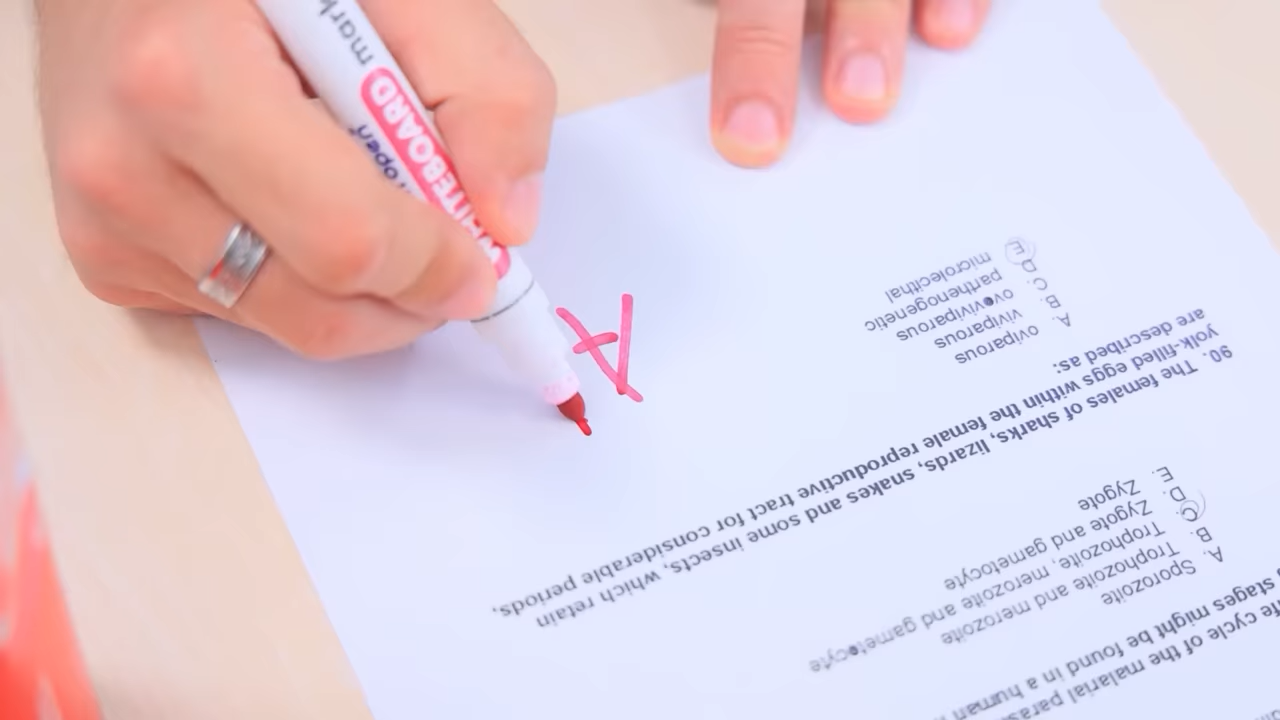 cycle of the malarial
stages might be found in a human
A. Sporozoite
B. Trophozoite and merozoite
C. Trophozoite, merozoite, and gametocyte
D. Zygote and gametocyte
E. Zygote
90. The females of sharks, lizards, snakes and some insects, which retain
yolk-filled eggs within the female reproductive tract for considerable periods,
are described as:
A. oviparous
B. viviparous
C. ovoviviparous
D. parthenogenetic
E. microlecithal
A
mark
WHITEBOARD
open